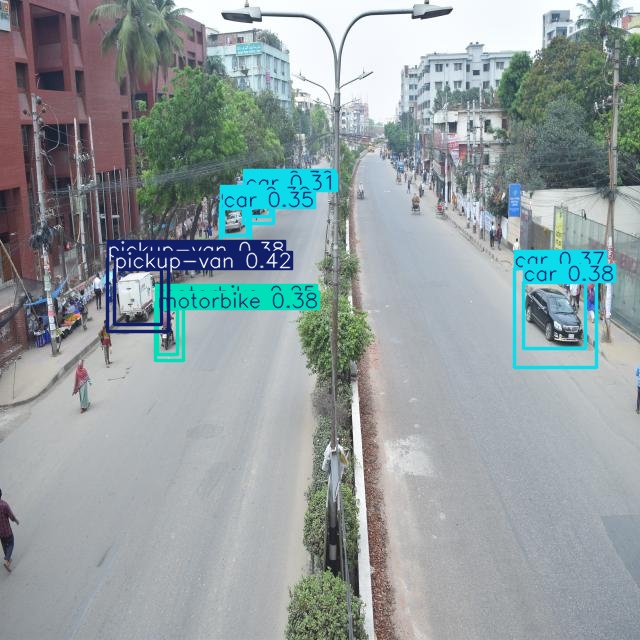 car 0.31
car 0.35
pickup-van 0.38
pickup-van 0.42
motorbike 0.38
car 0.37
car 0.38